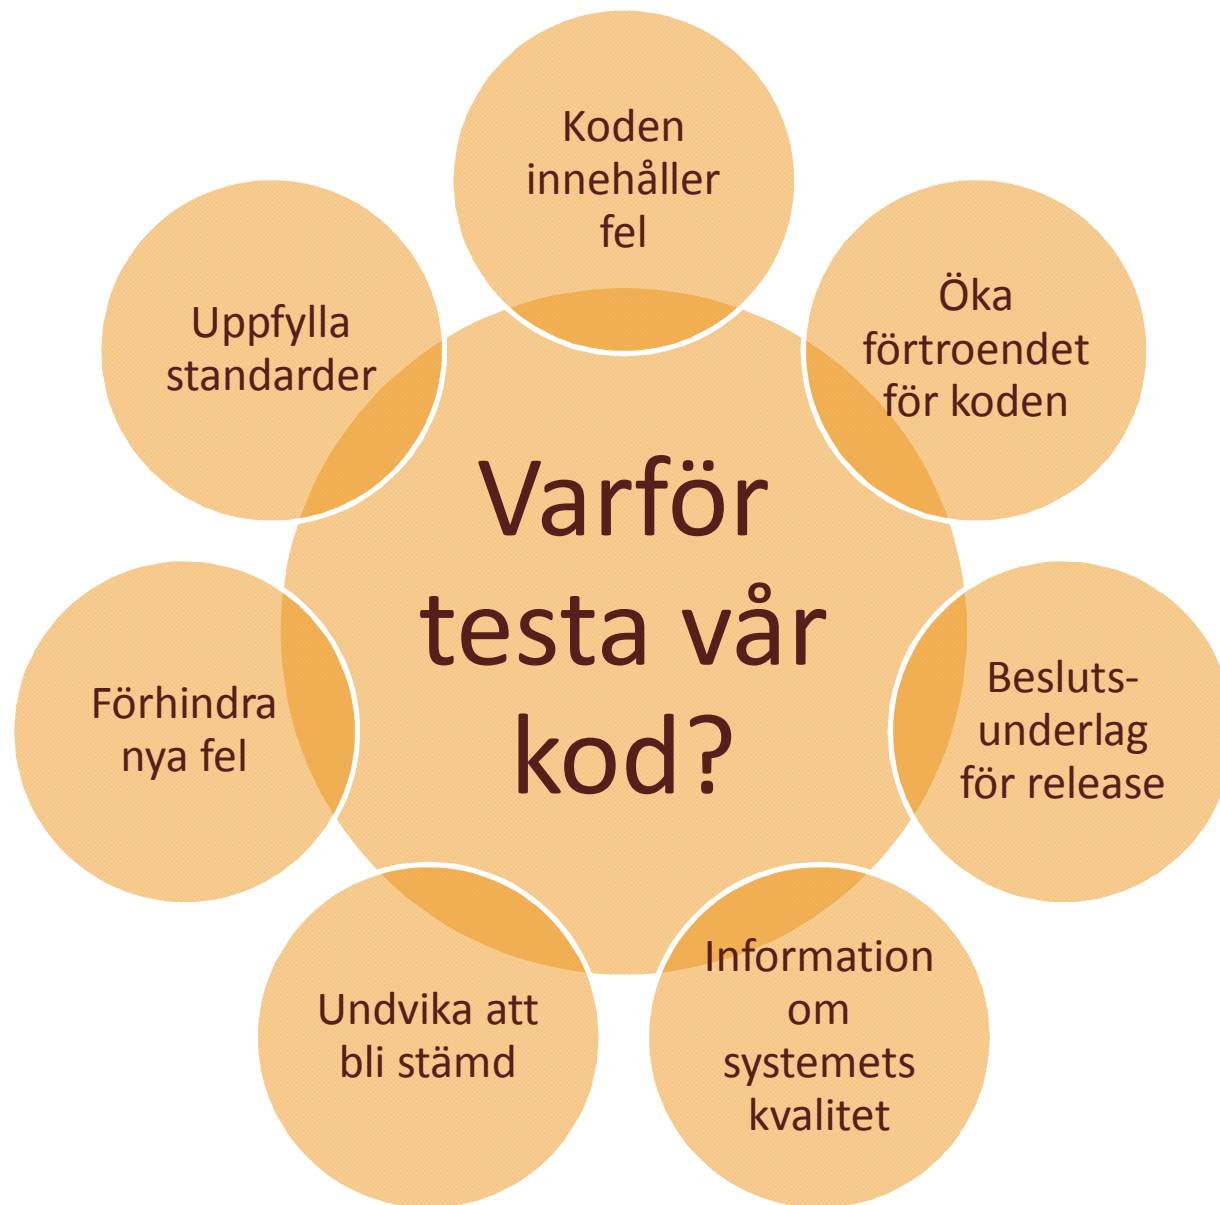 Koden
innehåller
fel
Öka
förtroendet
för koden
Besluts-
underlag
för release
Information
om
systemets
kvalitet
Undvika att
bli stämd
Förhindra
nya fel
Uppfylla
standarder
Varför
testa vår
kod?